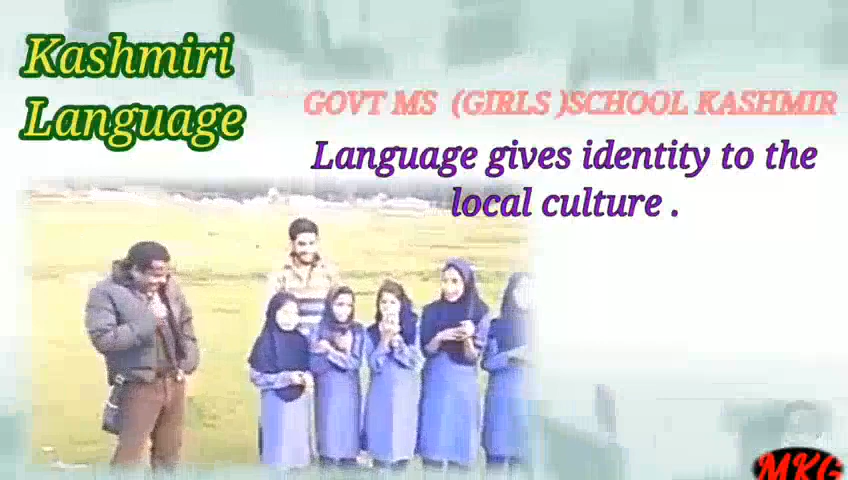 Kashmiri
Language
GOVT MS (GIRLS )SCHOOL KASHMIR
Language gives identity to the
local culture .
MKG